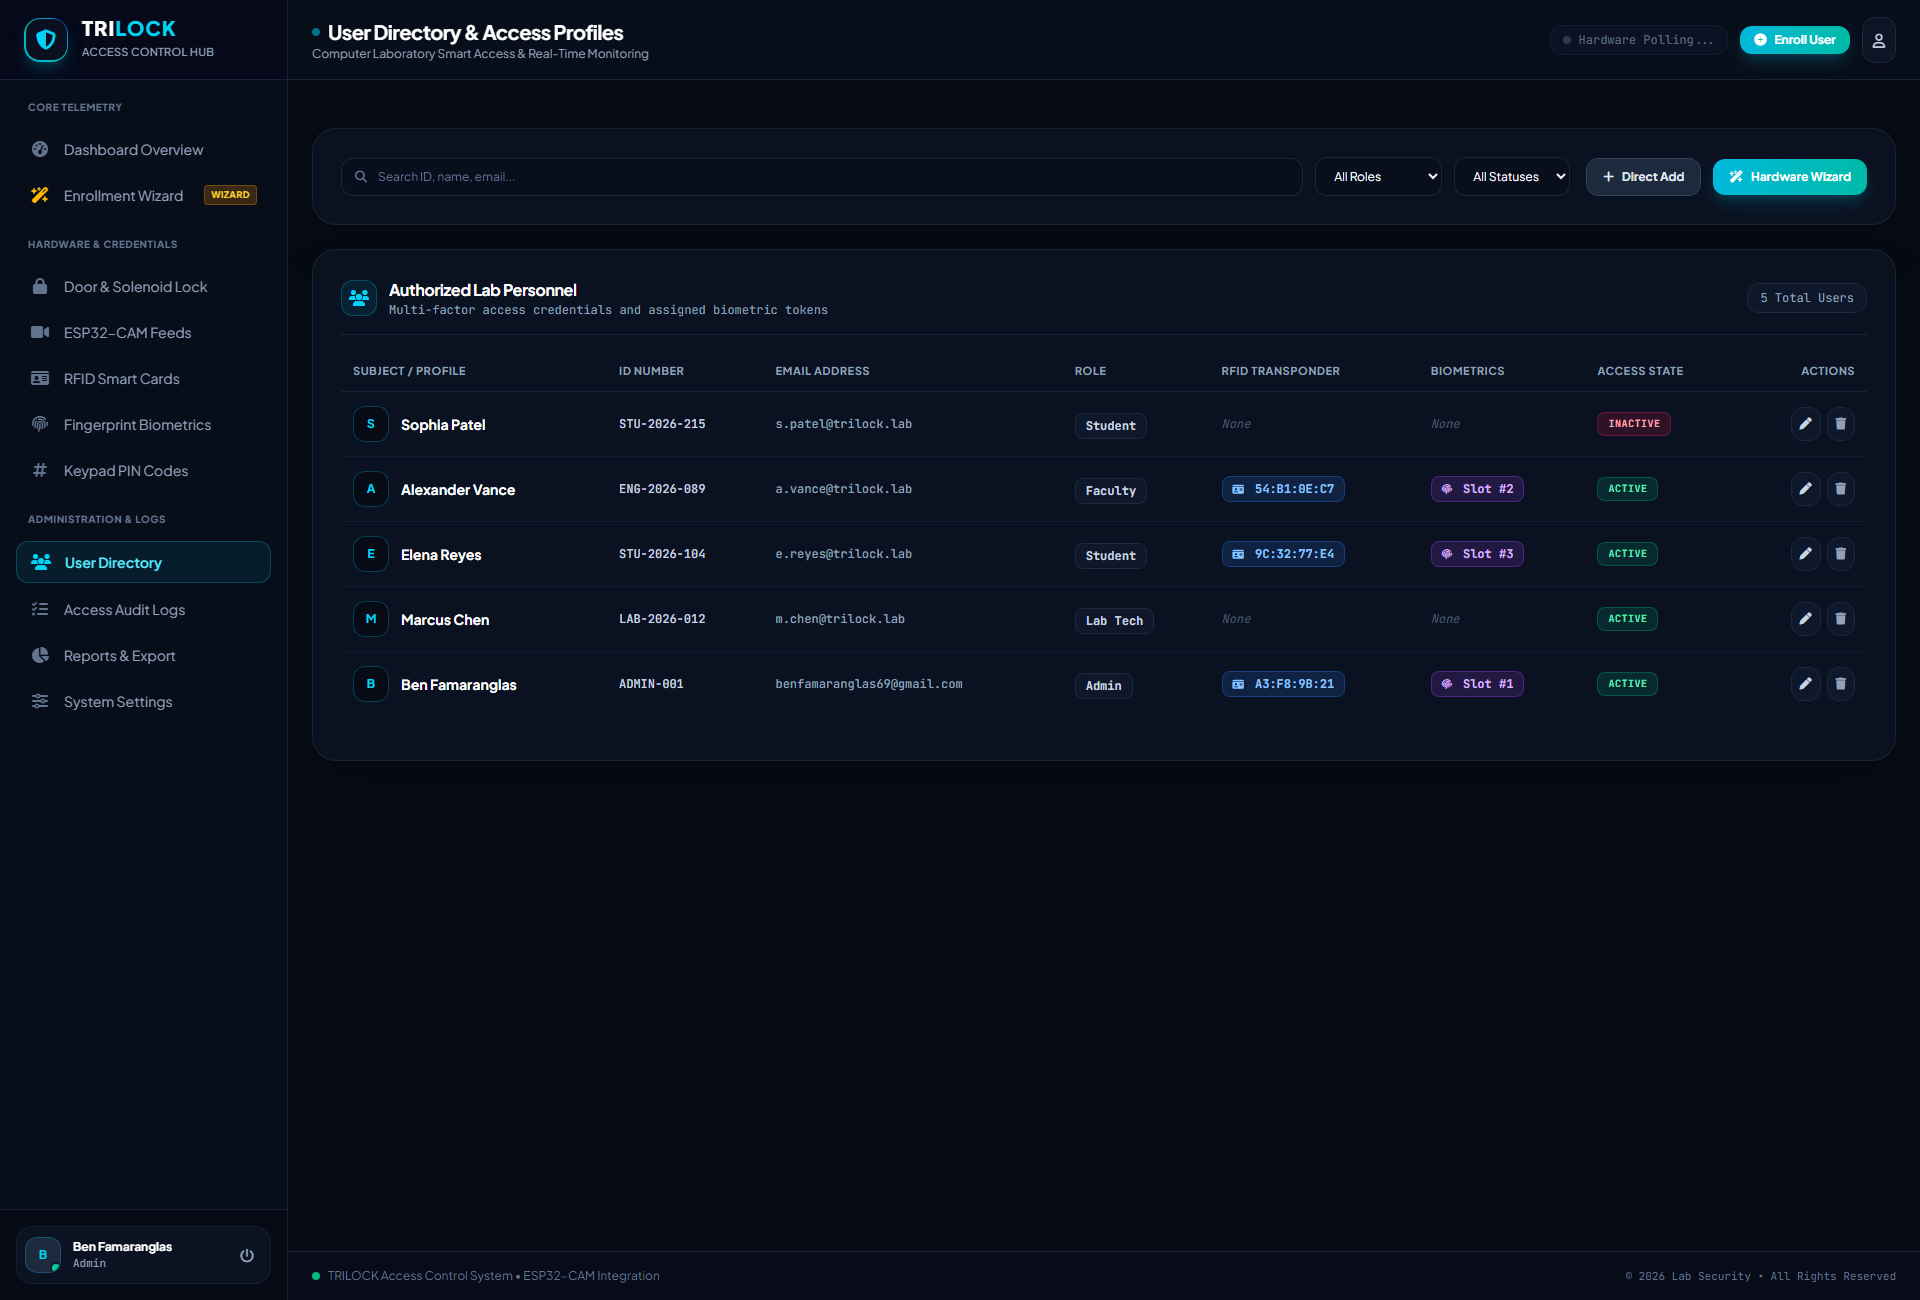 TRILOCK
ACCESS CONTROL HUB
CORE TELEMETRY
Dashboard Overview
Enrollment Wizard WIZARD
HARDWARE & CREDENTIALS
Door & Solenoid Lock
ESP32-CAM Feeds
RFID Smart Cards
Fingerprint Biometrics
Keypad PIN Codes
ADMINISTRATION & LOGS
User Directory
Access Audit Logs
Reports & Export
System Settings
B Ben Famaranglas
Admin
User Directory & Access Profiles
Computer Laboratory Smart Access & Real-Time Monitoring
Hardware Polling... Enroll User
Search ID, name, email... All Roles All Statuses Direct Add Hardware Wizard
Authorized Lab Personnel
Multi-factor access credentials and assigned biometric tokens
5 Total Users
SUBJECT / PROFILE ID NUMBER EMAIL ADDRESS ROLE RFID TRANSPONDER BIOMETRICS ACCESS STATE ACTIONS
S Sophia Patel STU-2026-215 s.patel@trilock.lab Student None None INACTIVE
A Alexander Vance ENG-2026-089 a.vance@trilock.lab Faculty 54:B1:0E:C7 Slot #2 ACTIVE
E Elena Reyes STU-2026-104 e.reyes@trilock.lab Student 9C:32:77:E4 Slot #3 ACTIVE
M Marcus Chen LAB-2026-012 m.chen@trilock.lab Lab Tech None None ACTIVE
B Ben Famaranglas ADMIN-001 benfamaranglas69@gmail.com Admin A3:F8:9B:21 Slot #1 ACTIVE
TRILOCK Access Control System • ESP32-CAM Integration
© 2026 Lab Security • All Rights Reserved